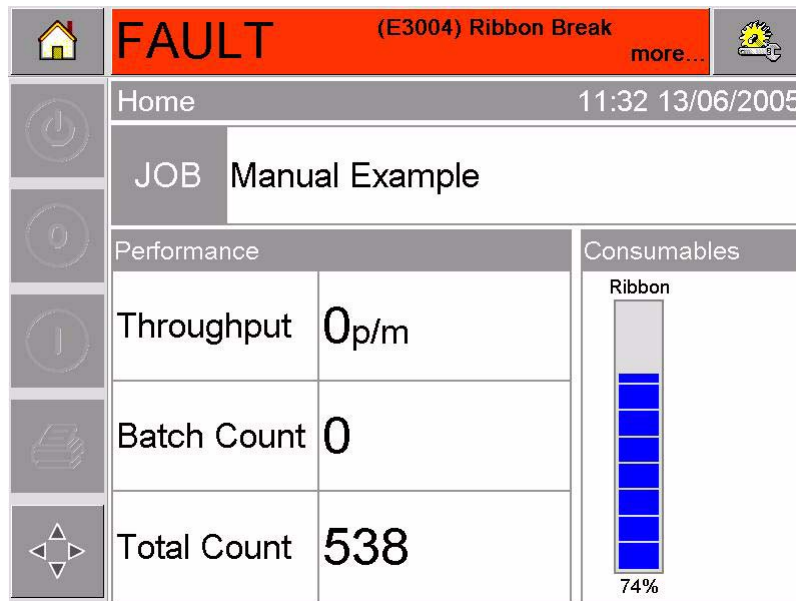 FAULT (E3004) Ribbon Break
more...
Home 11:32 13/06/2005
JOB Manual Example
Performance Consumables
Ribbon
Throughput 0p/m
Batch Count 0
Total Count 538
74%